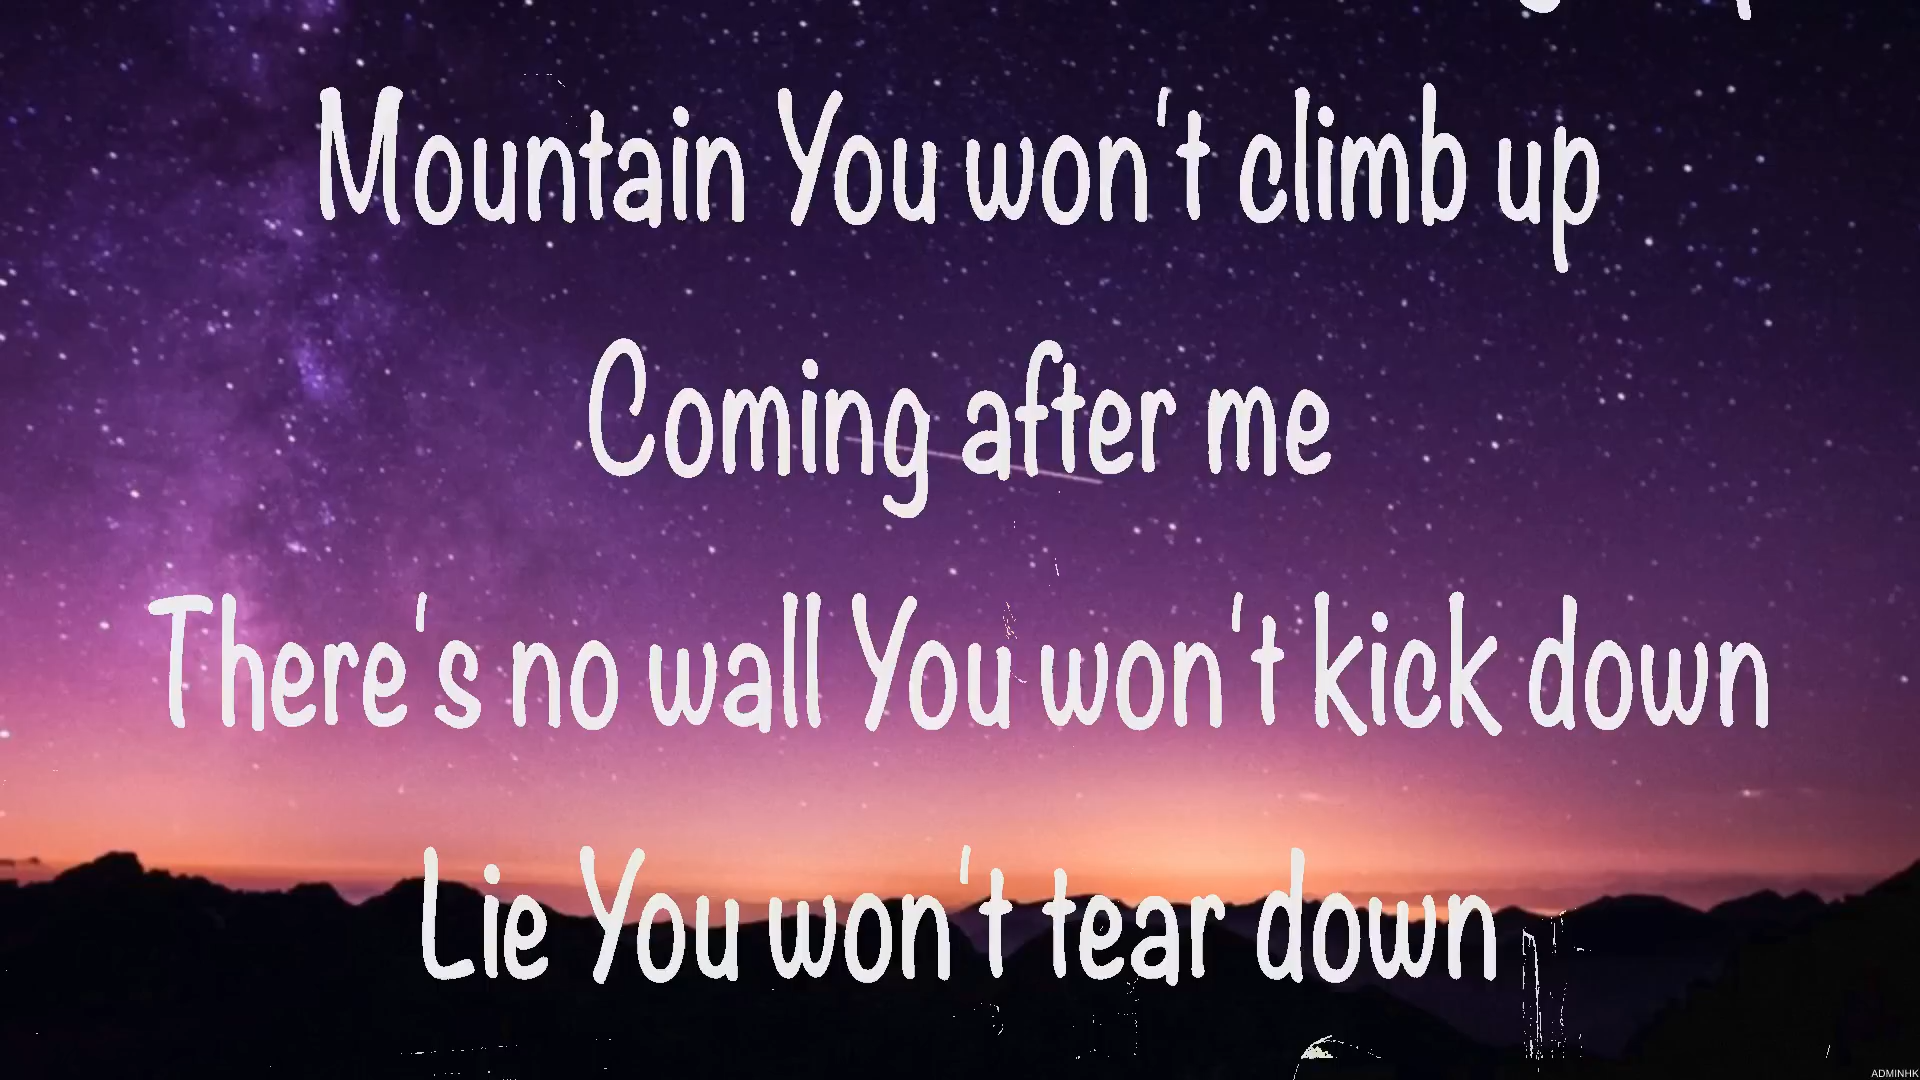 Mountain You won't climb up
Coming after me
There's no wall You won't kick down
Lie You won't tear down
ADMINHK